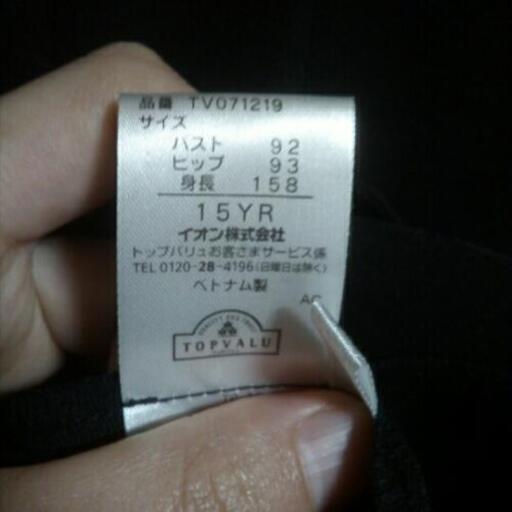 品番 TV071219
サイズ
バスト 92
ヒップ 93
身長 158
15YR
イオン株式会社
トップバリュお客さまサービス係
TEL 0120-28-4196(日曜日は除く)
ベトナム製
TOPVALU